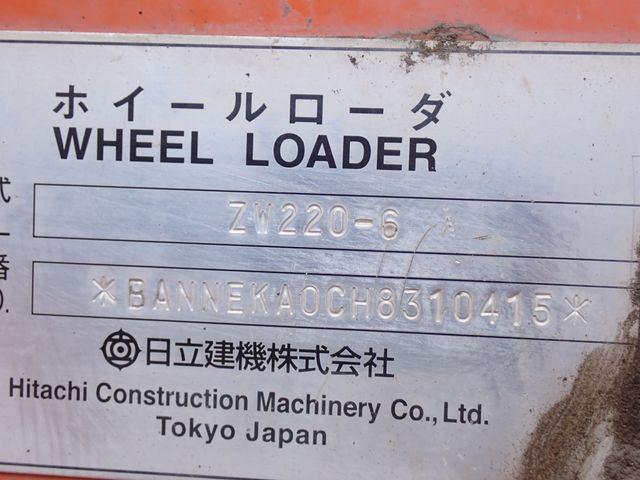 ホイールローダ
WHEEL LOADER
式
ZW220-6
番
*BANNEKA0CH8310415*
日立建機株式会社
Hitachi Construction Machinery Co., Ltd.
Tokyo Japan